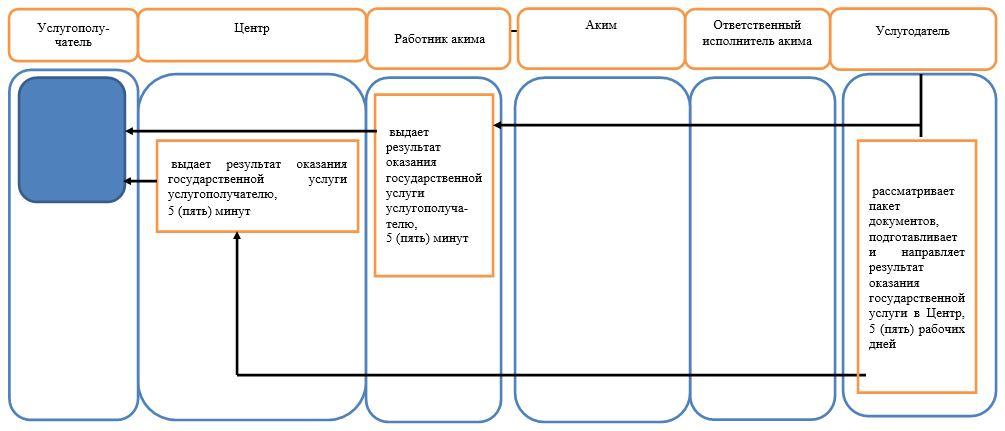 Услугополу-
чатель
Центр
Работник акима
Аким
Ответственный
исполнитель акима
Услугодатель
выдает результат оказания
государственной услуги
услугополучателю,
5 (пять) минут
выдает
результат
оказания
государственной
услуги
услугополуча-
телю,
5 (пять) минут
рассматривает
пакет
документов,
подготавливает
и направляет
результат
оказания
государственной
услуги в Центр,
5 (пять) рабочих
дней